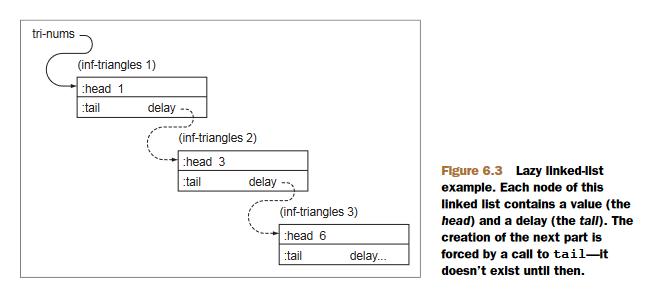 tri-nums
(inf-triangles 1)
:head 1
:tail delay
(inf-triangles 2)
:head 3
:tail delay
(inf-triangles 3)
:head 6
:tail delay...
Figure 6.3 Lazy linked-list
example. Each node of this
linked list contains a value (the
head) and a delay (the tail). The
creation of the next part is
forced by a call to tail—it
doesn't exist until then.